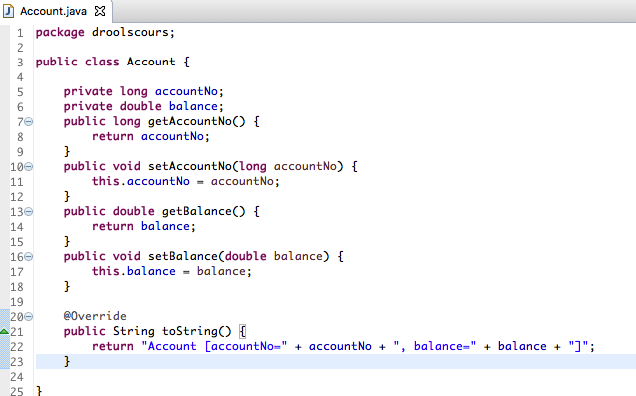 Account.java
1 package droolscours;
2
3 public class Account {
4
5     private long accountNo;
6     private double balance;
7     public long getAccountNo() {
8         return accountNo;
9     }
10     public void setAccountNo(long accountNo) {
11         this.accountNo = accountNo;
12     }
13     public double getBalance() {
14         return balance;
15     }
16     public void setBalance(double balance) {
17         this.balance = balance;
18     }
19
20     @Override
21     public String toString() {
22         return "Account [accountNo=" + accountNo + ", balance=" + balance + "]";
23     }
24
25 }